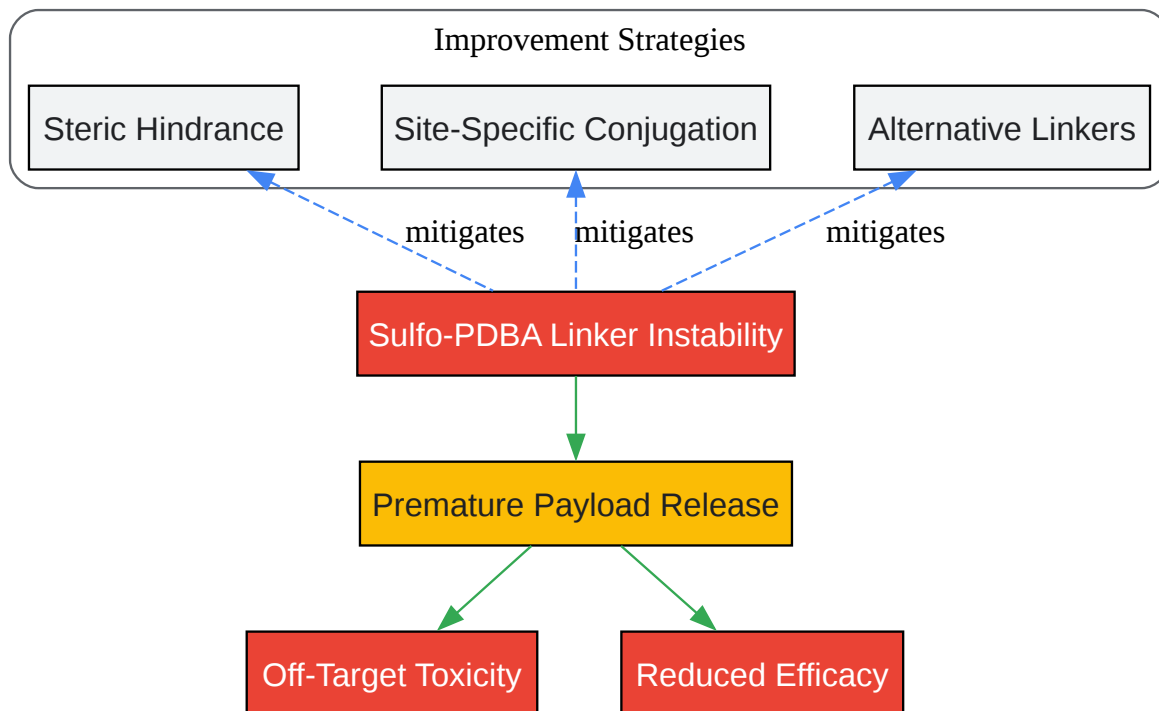 Improvement Strategies
Steric Hindrance
Site-Specific Conjugation
Alternative Linkers
mitigates
mitigates
mitigates
Sulfo-PDBA Linker Instability
Premature Payload Release
Off-Target Toxicity
Reduced Efficacy